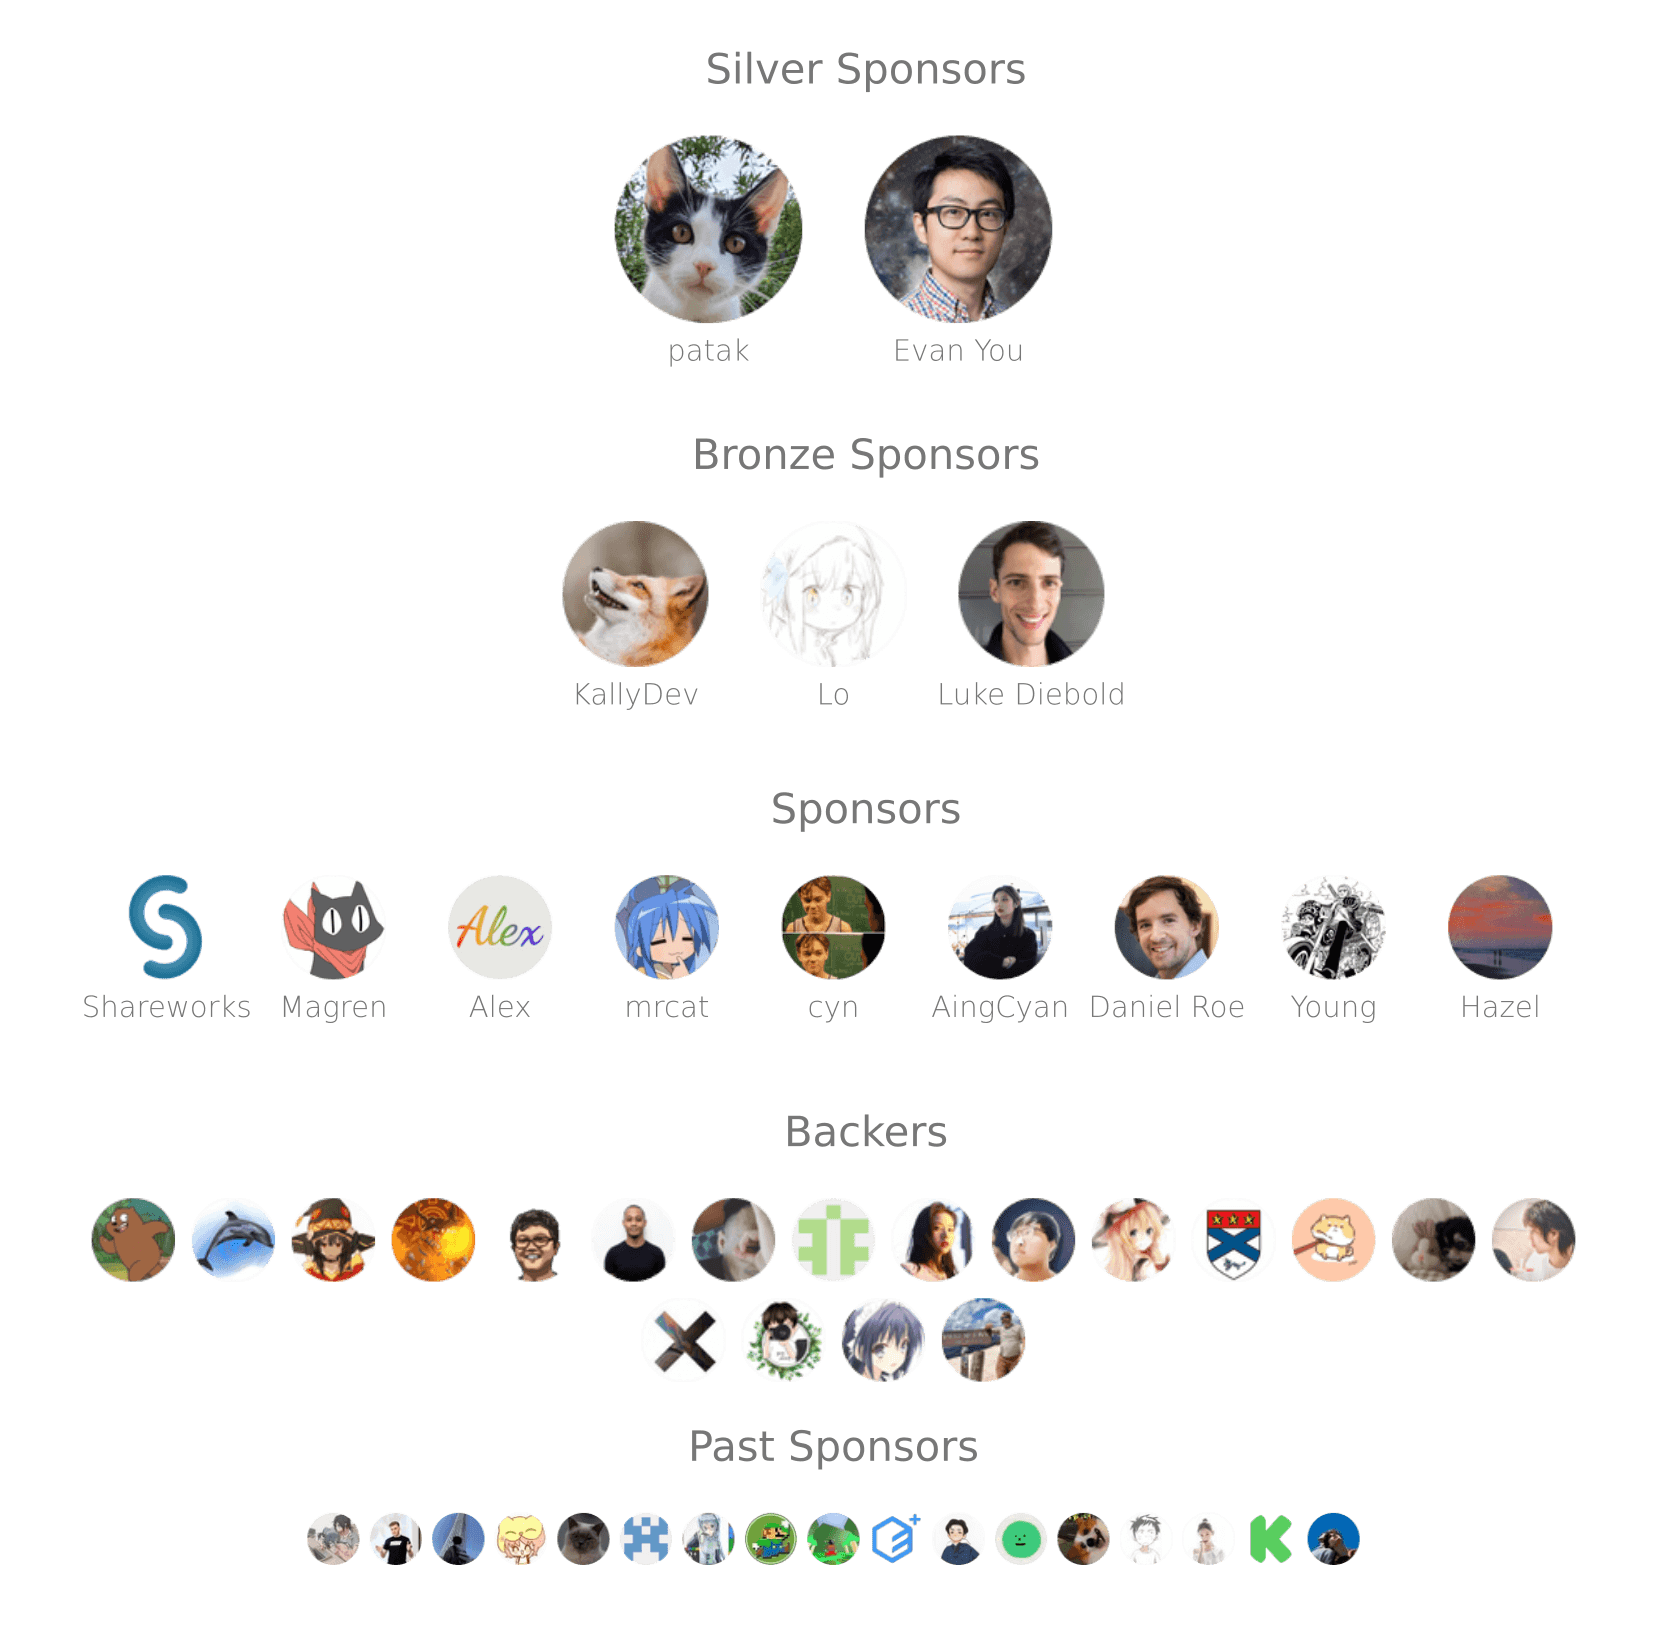 Silver Sponsors
patak Evan You
Bronze Sponsors
KallyDev Lo Luke Diebold
Sponsors
Alex
Shareworks Magren Alex mrcat cyn AingCyan Daniel Roe Young Hazel
Backers
Past Sponsors